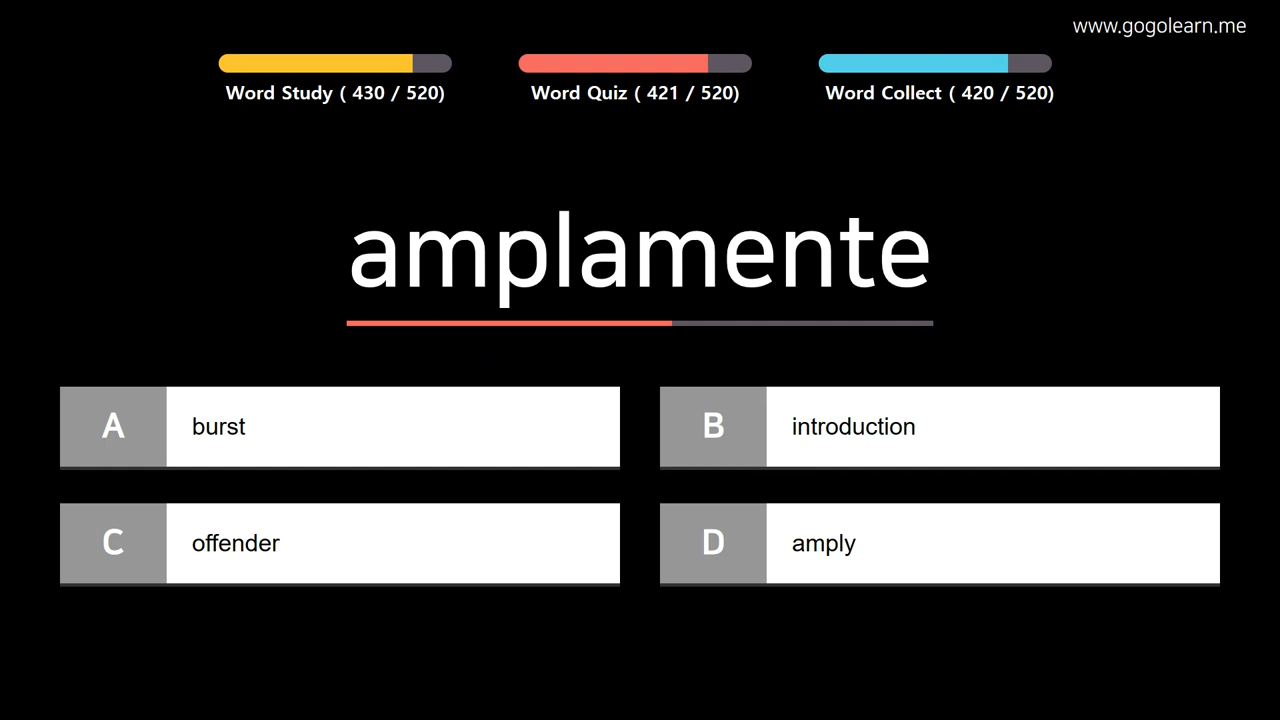 www.gogolearn.me
Word Study ( 430 / 520)
Word Quiz ( 421 / 520)
Word Collect ( 420 / 520)
amplamente
A burst
B introduction
C offender
D amply